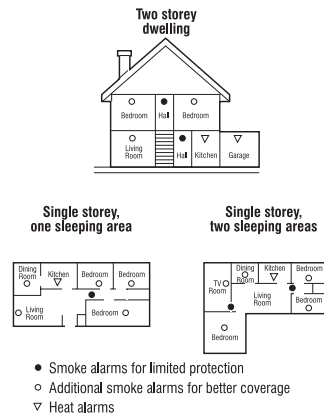 Two storey
dwelling
Bedroom Hall Bedroom
Living
Room
Hall Kitchen Garage
Single storey,
one sleeping area
Dining
Room
Kitchen Bedroom Bedroom
Living
Room
Bedroom
Single storey,
two sleeping areas
Dining
Room
Kitchen Bedroom
TV
Room
Living
Room
Bedroom
Bedroom
Smoke alarms for limited protection
Additional smoke alarms for better coverage
Heat alarms